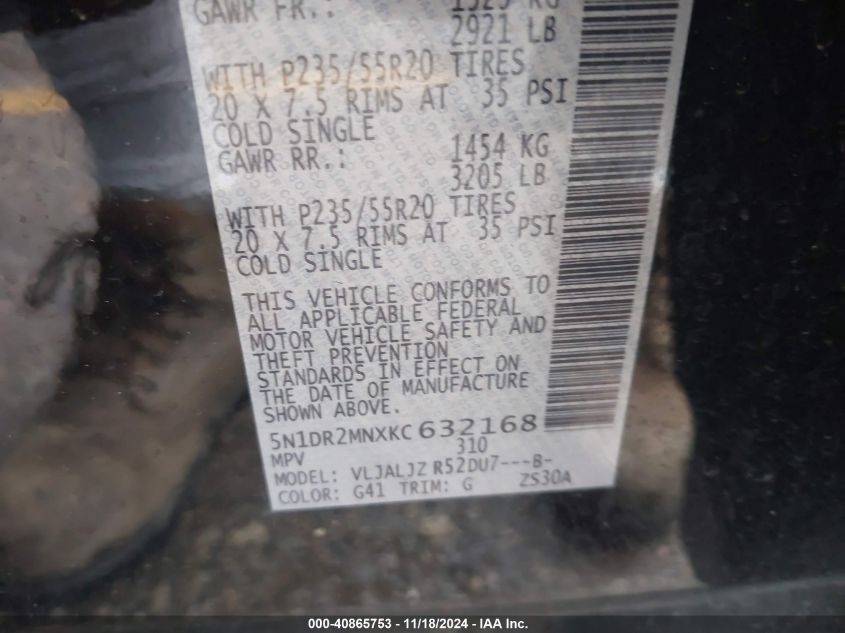 GAWR FR.: 1325 KG
2921 LB
WITH P235/55R20 TIRES
20 X 7.5 RIMS AT 35 PSI
COLD SINGLE
GAWR RR.: 1454 KG
3205 LB
WITH P235/55R20 TIRES
20 X 7.5 RIMS AT 35 PSI
COLD SINGLE
THIS VEHICLE CONFORMS TO
ALL APPLICABLE FEDERAL
MOTOR VEHICLE SAFETY AND
THEFT PREVENTION
STANDARDS IN EFFECT ON
THE DATE OF MANUFACTURE
SHOWN ABOVE.
5N1DR2MNXKC632168
MPV 310
MODEL: VLJALJZ R52DU7---B-
COLOR: G41 TRIM: G ZS30A
000-40865753 - 11/18/2024 - IAA Inc.